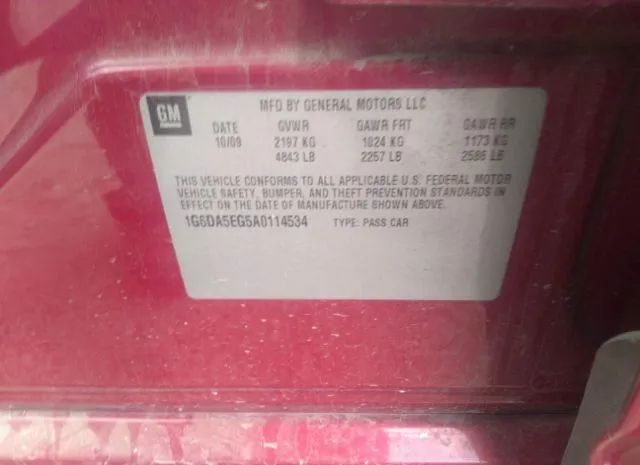 GM
MFD BY GENERAL MOTORS LLC
DATE GVWR GAWR FRT GAWR RR
10/09 2197 KG 1024 KG 1173 KG
4843 LB 2257 LB 2586 LB
THIS VEHICLE CONFORMS TO ALL APPLICABLE U.S. FEDERAL MOTOR
VEHICLE SAFETY, BUMPER, AND THEFT PREVENTION STANDARDS IN
EFFECT ON THE DATE OF MANUFACTURE SHOWN ABOVE.
1G6DA5EG5A0114534 TYPE: PASS CAR